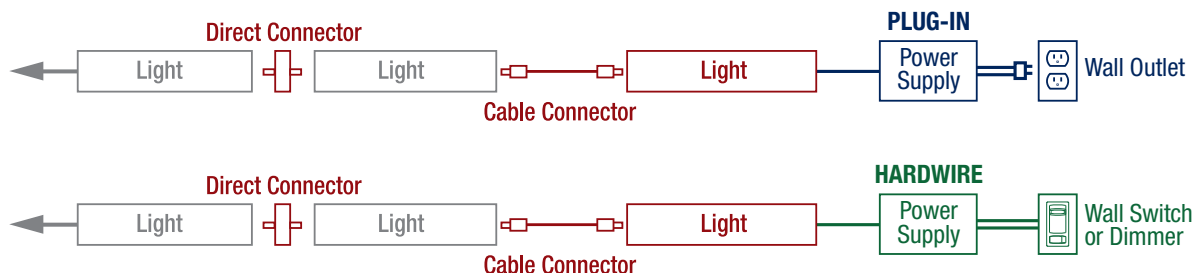 PLUG-IN
Direct Connector
Light
Light
Light
Power
Supply
Wall Outlet
Cable Connector
HARDWIRE
Direct Connector
Light
Light
Light
Power
Supply
Wall Switch
or Dimmer
Cable Connector